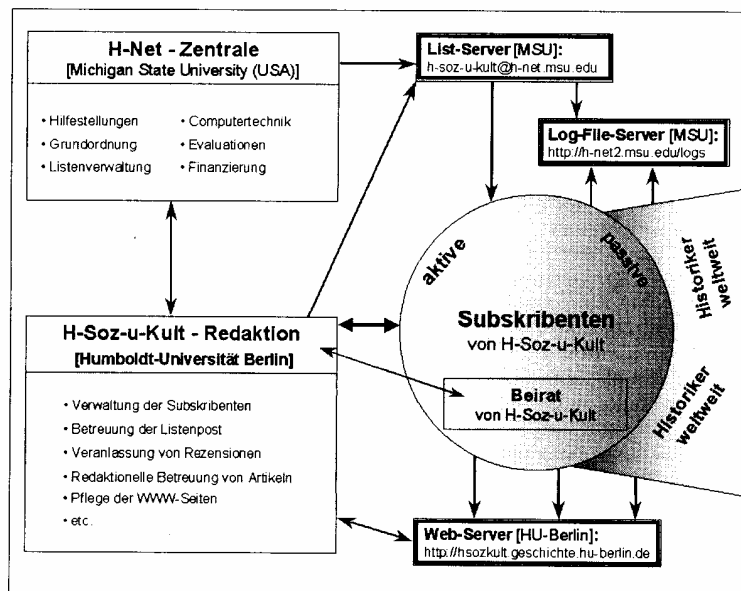 H-Net - Zentrale
[Michigan State University (USA)]
• Hilfestellungen
• Grundordnung
• Listenverwaltung
• Computertechnik
• Evaluationen
• Finanzierung
List-Server [MSU]:
h-soz-u-kult@h-net.msu.edu
Log-File-Server [MSU]:
http://h-net2.msu.edu/logs
aktive
passive
Historiker
weltweit
Subskribenten
von H-Soz-u-Kult
Beirat
von H-Soz-u-Kult
Historiker
weltweit
H-Soz-u-Kult - Redaktion
[Humboldt-Universität Berlin]
• Verwaltung der Subskribenten
• Betreuung der Listenpost
• Veranlassung von Rezensionen
• Redaktionelle Betreuung von Artikeln
• Pflege der WWW-Seiten
• etc.
Web-Server [HU-Berlin]:
http://hsozkult.geschichte.hu-berlin.de